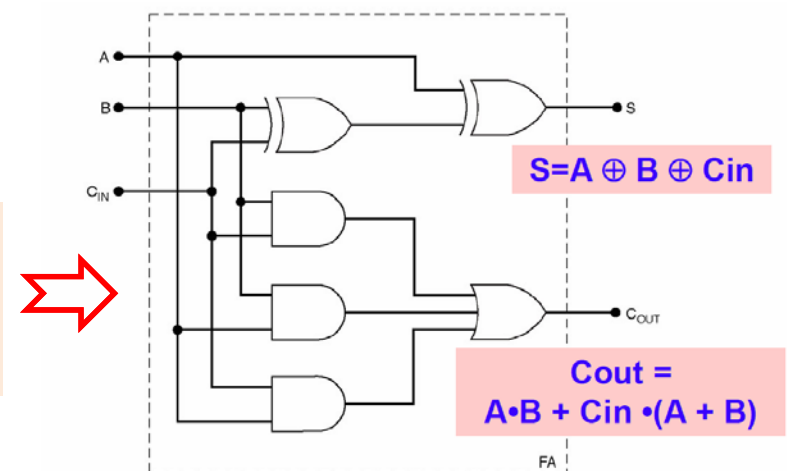 A
B
S
S=A ⊕ B ⊕ Cin
CIN
COUT
Cout =
A•B + Cin •(A + B)
FA